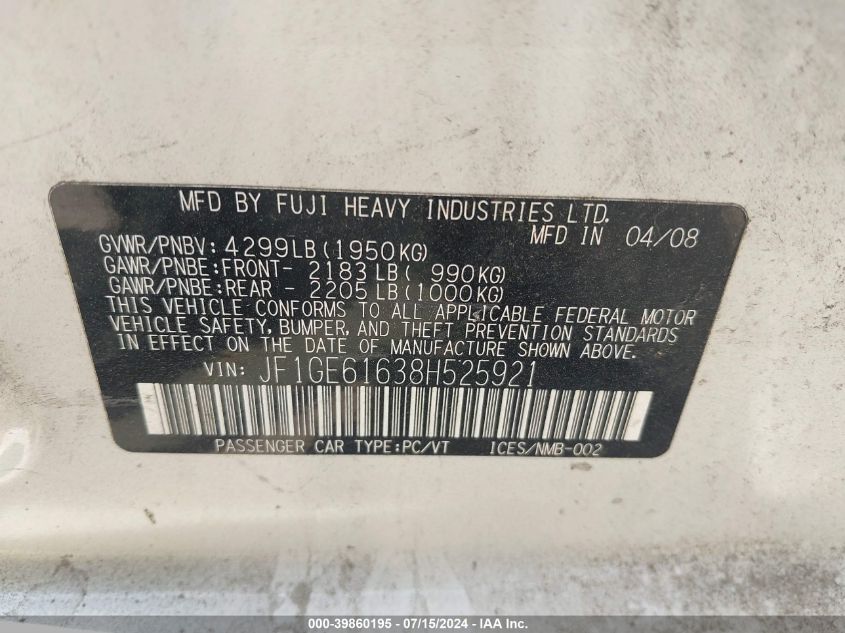 MFD BY FUJI HEAVY INDUSTRIES LTD.
MFD IN 04/08
GVWR/PNBV: 4299LB(1950KG)
GAWR/PNBE:FRONT- 2183LB( 990KG)
GAWR/PNBE:REAR - 2205LB(1000KG)
THIS VEHICLE CONFORMS TO ALL APPLICABLE FEDERAL MOTOR
VEHICLE SAFETY, BUMPER, AND THEFT PREVENTION STANDARDS
IN EFFECT ON THE DATE OF MANUFACTURE SHOWN ABOVE.
VIN: JF1GE61638H525921
PASSENGER CAR TYPE:PC/VT ICES/NMB-002
000-39860195 - 07/15/2024 - IAA Inc.